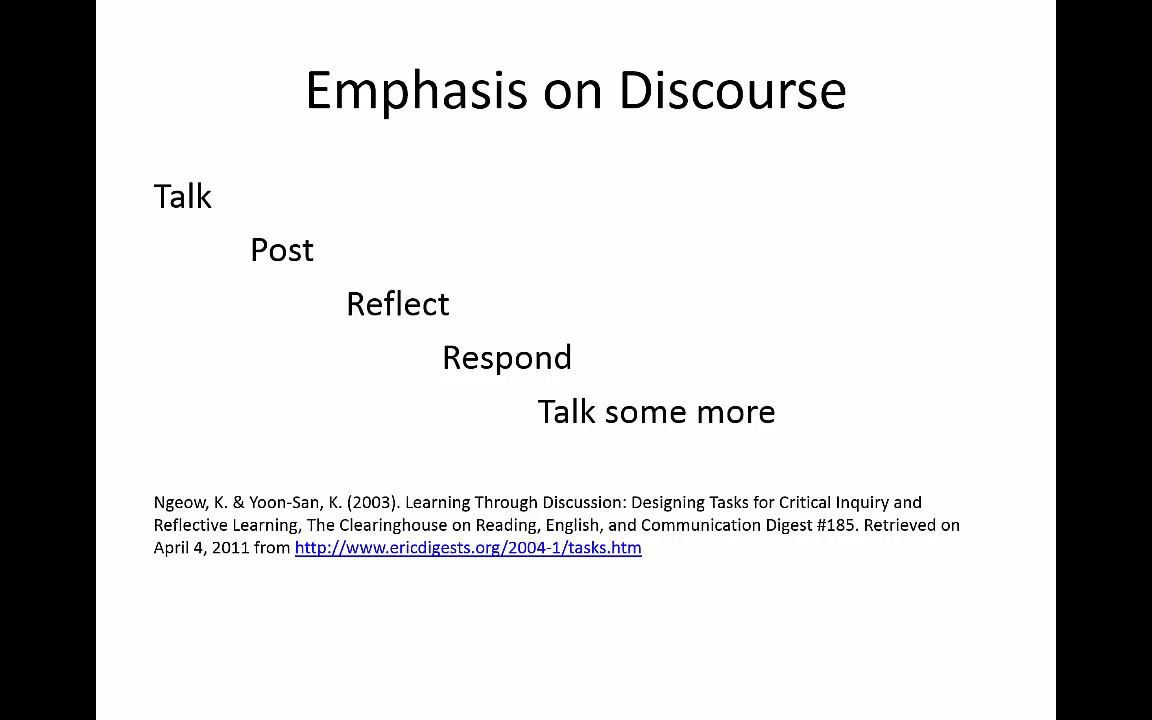 Emphasis on Discourse
Talk
Post
Reflect
Respond
Talk some more
Ngeow, K. & Yoon-San, K. (2003). Learning Through Discussion: Designing Tasks for Critical Inquiry and
Reflective Learning, The Clearinghouse on Reading, English, and Communication Digest #185. Retrieved on
April 4, 2011 from http://www.ericdigests.org/2004-1/tasks.htm